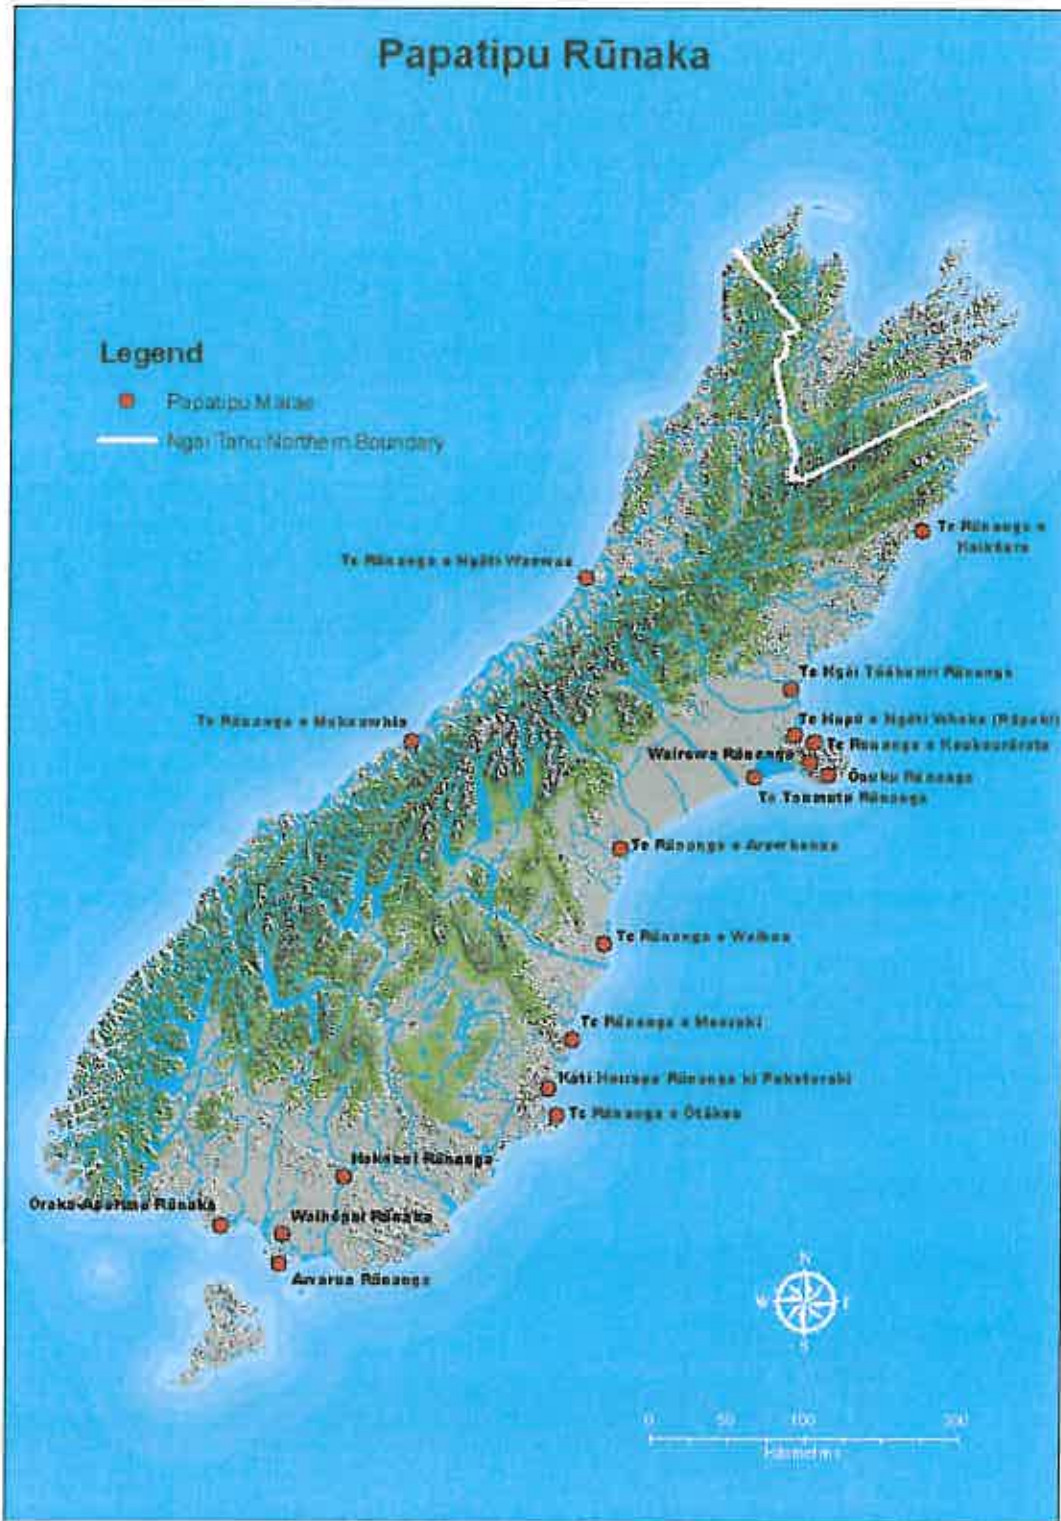 Papatipu Rūnaka
Legend
Papatipu Marae
Ngai Tahu Northern Boundary
Te Rūnanga o
Kaikōura
Te Rūnanga o Ngāti Waewae
Te Ngāi Tūāhuriri Rūnanga
Te Rūnanga o Makaawhio
Te Hapū o Ngāti Wheke (Rāpaki)
Te Rūnanga o Koukourārata
Wairewa Rūnanga
Ōnuku Rūnanga
Te Taumutu Rūnanga
Te Rūnanga o Arowhenua
Te Rūnanga o Waihao
Te Rūnanga o Moeraki
Kāti Huirapa Rūnanga ki Puketeraki
Te Rūnanga o Ōtākou
Hokonui Rūnanga
Oraka-Aparima Rūnaka
Waihōpai Rūnaka
Awarua Rūnanga
N
W E
S
0 50 100 200
Kilometres